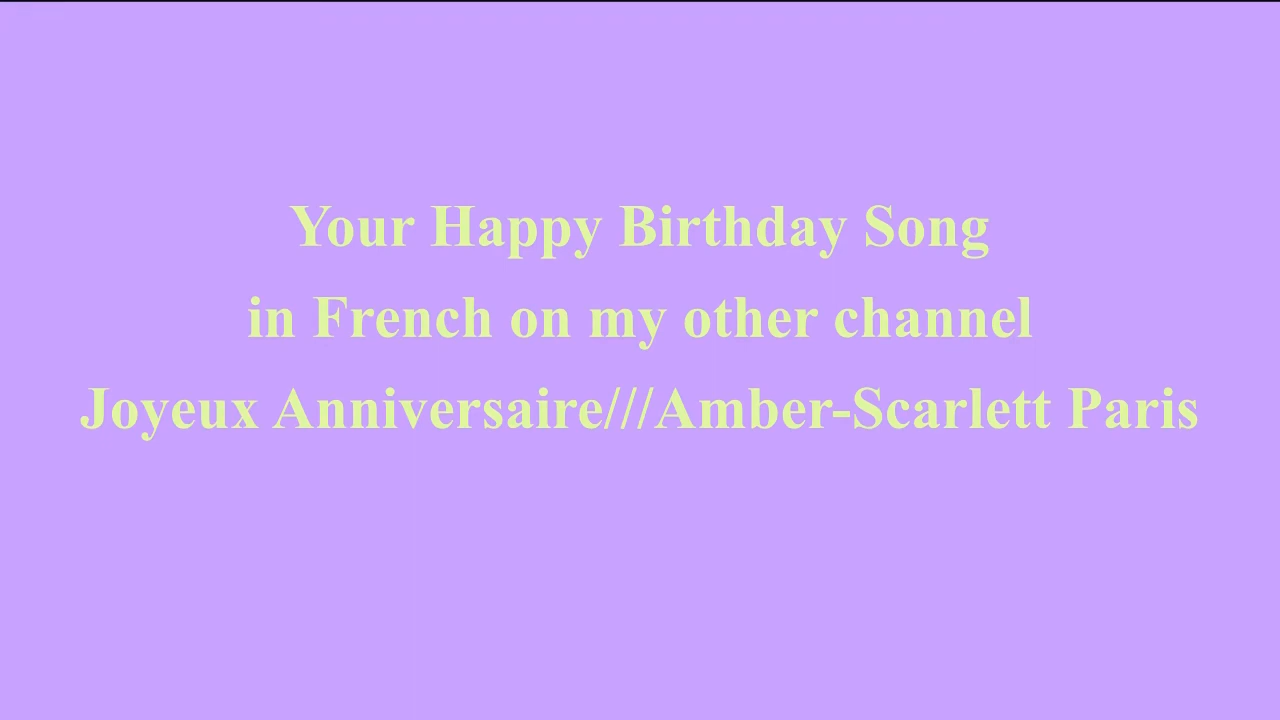 Your Happy Birthday Song
in French on my other channel
Joyeux Anniversaire///Amber-Scarlett Paris